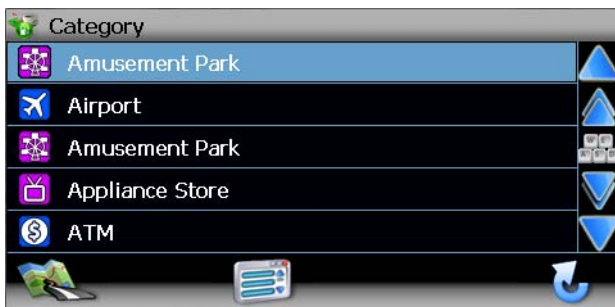 Category
Amusement Park
Airport
Amusement Park
Appliance Store
ATM